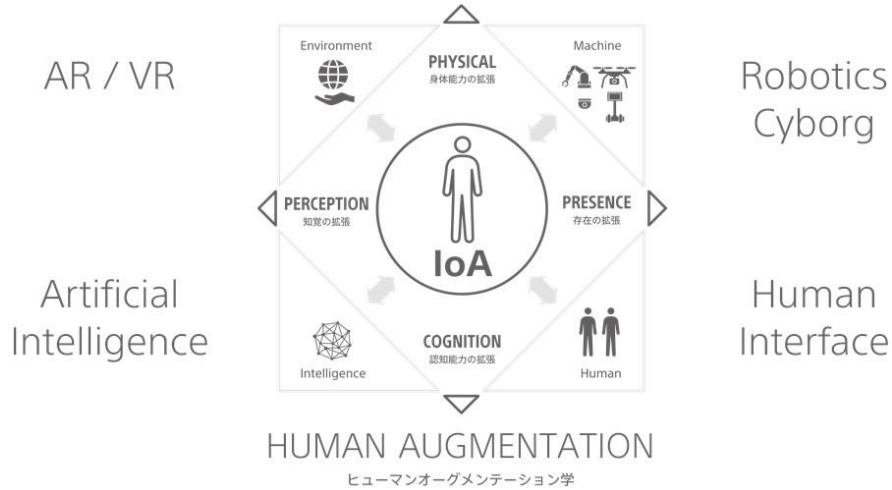 AR / VR
Environment
PHYSICAL
身体能力の拡張
Machine
Robotics
Cyborg
PERCEPTION
知覚の拡張
IoA
PRESENCE
存在の拡張
Artificial
Intelligence
Intelligence
COGNITION
認知能力の拡張
Human
Human
Interface
HUMAN AUGMENTATION
ヒューマンオーグメンテーション学